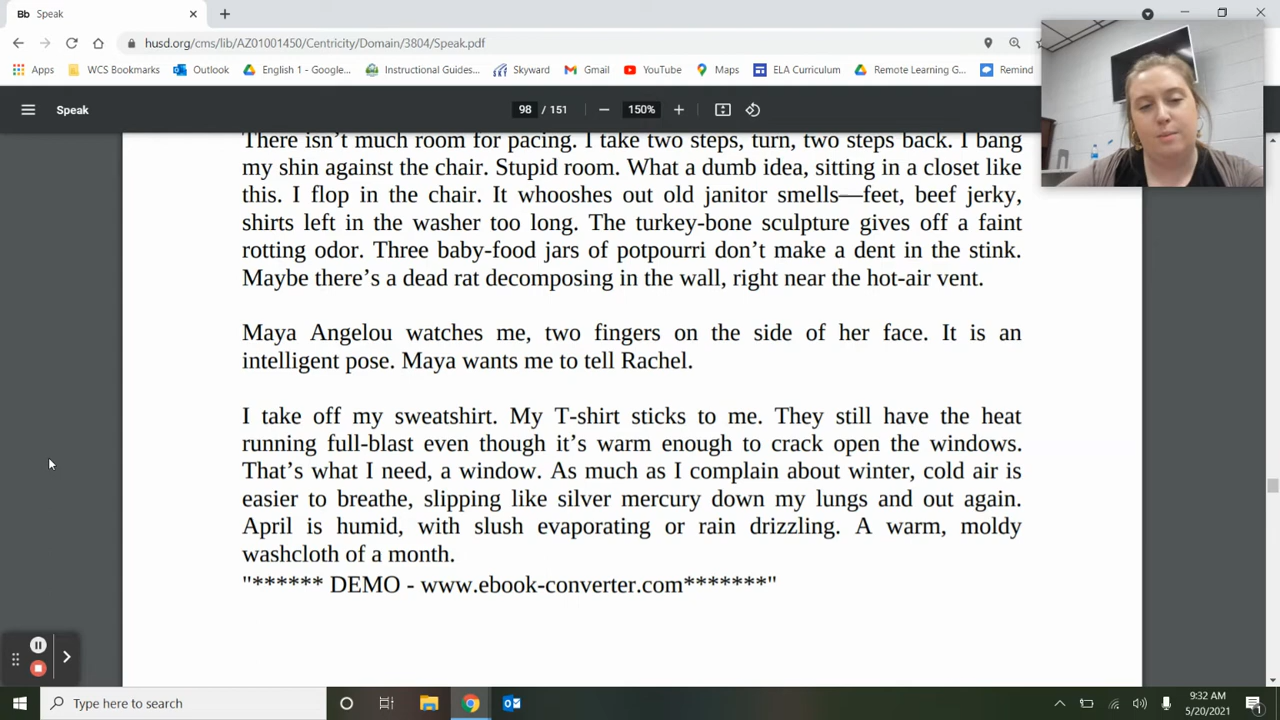 Bb Speak
husd.org/cms/lib/AZ01001450/Centricity/Domain/3804/Speak.pdf
Apps WCS Bookmarks Outlook English 1 - Google... Instructional Guides... Skyward Gmail YouTube Maps ELA Curriculum Remote Learning G... Remind
Speak 98 / 151 150%
There isn't much room for pacing. I take two steps, turn, two steps back. I bang
my shin against the chair. Stupid room. What a dumb idea, sitting in a closet like
this. I flop in the chair. It whooshes out old janitor smells—feet, beef jerky,
shirts left in the washer too long. The turkey-bone sculpture gives off a faint
rotting odor. Three baby-food jars of potpourri don't make a dent in the stink.
Maybe there's a dead rat decomposing in the wall, right near the hot-air vent.
Maya Angelou watches me, two fingers on the side of her face. It is an
intelligent pose. Maya wants me to tell Rachel.
I take off my sweatshirt. My T-shirt sticks to me. They still have the heat
running full-blast even though it's warm enough to crack open the windows.
That's what I need, a window. As much as I complain about winter, cold air is
easier to breathe, slipping like silver mercury down my lungs and out again.
April is humid, with slush evaporating or rain drizzling. A warm, moldy
washcloth of a month.
"****** DEMO - www.ebook-converter.com*******"
Type here to search
9:32 AM
5/20/2021
1